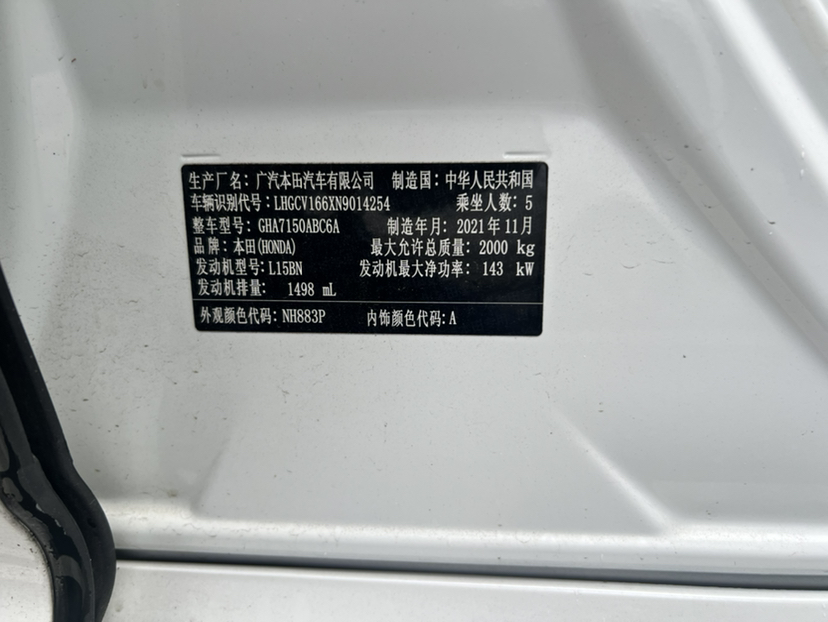 生产厂名：广汽本田汽车有限公司 制造国：中华人民共和国
车辆识别代号：LHGCV166XN9014254 乘坐人数：5
整车型号：GHA7150ABC6A 制造年月：2021年11月
品牌：本田(HONDA) 最大允许总质量：2000 kg
发动机型号：L15BN 发动机最大净功率：143 kW
发动机排量： 1498 mL
外观颜色代码：NH883P 内饰颜色代码：A